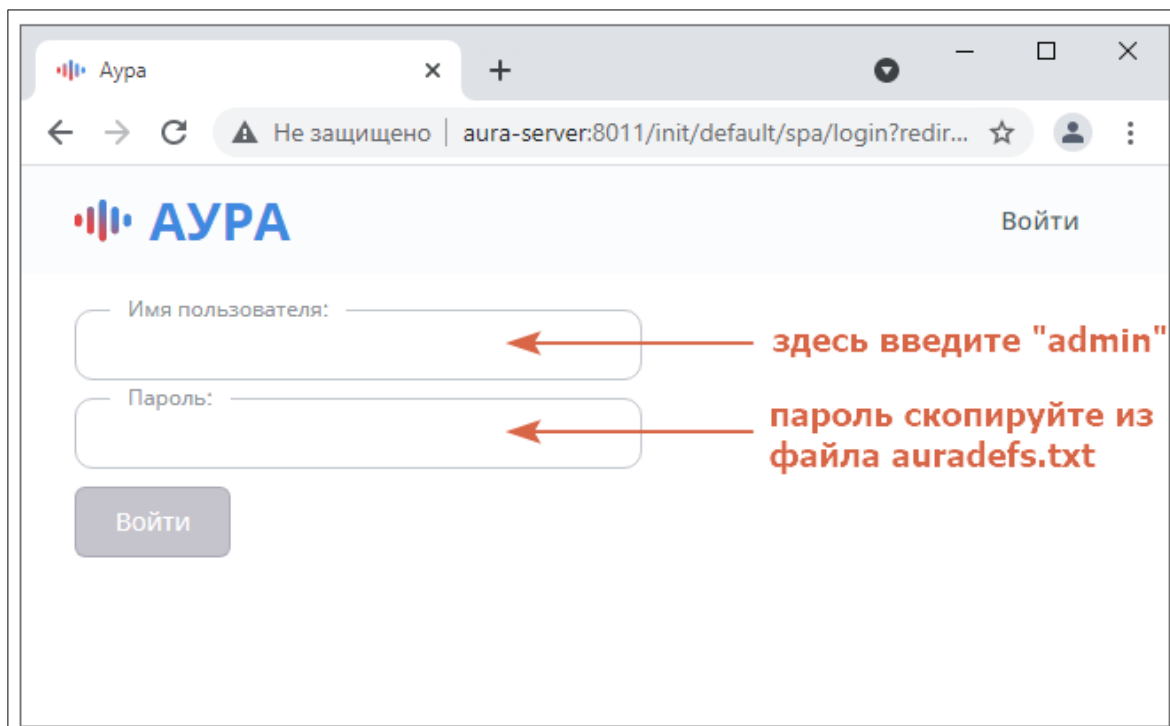 Аура
Не защищено | aura-server:8011/init/default/spa/login?redir...
АУРА
Войти
Имя пользователя:
здесь введите "admin"
Пароль:
пароль скопируйте из
файла auradefs.txt
Войти